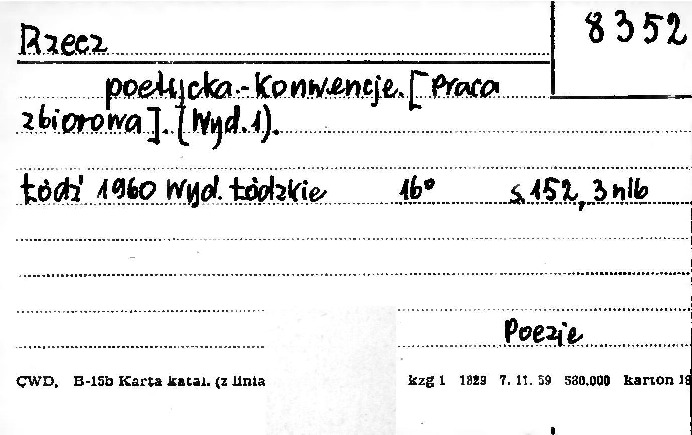 8352
Rzecz
poetycka.-Konwencje. [Praca
zbiorowa]. [Wyd.1).
Łódź 1960 Wyd. Łódzkie 16° s.152, 3 nlb
Poezje
CWD, B-15b Karta katal. (z linia kzg 1 1829 7. 11. 59 580.000 karton 18